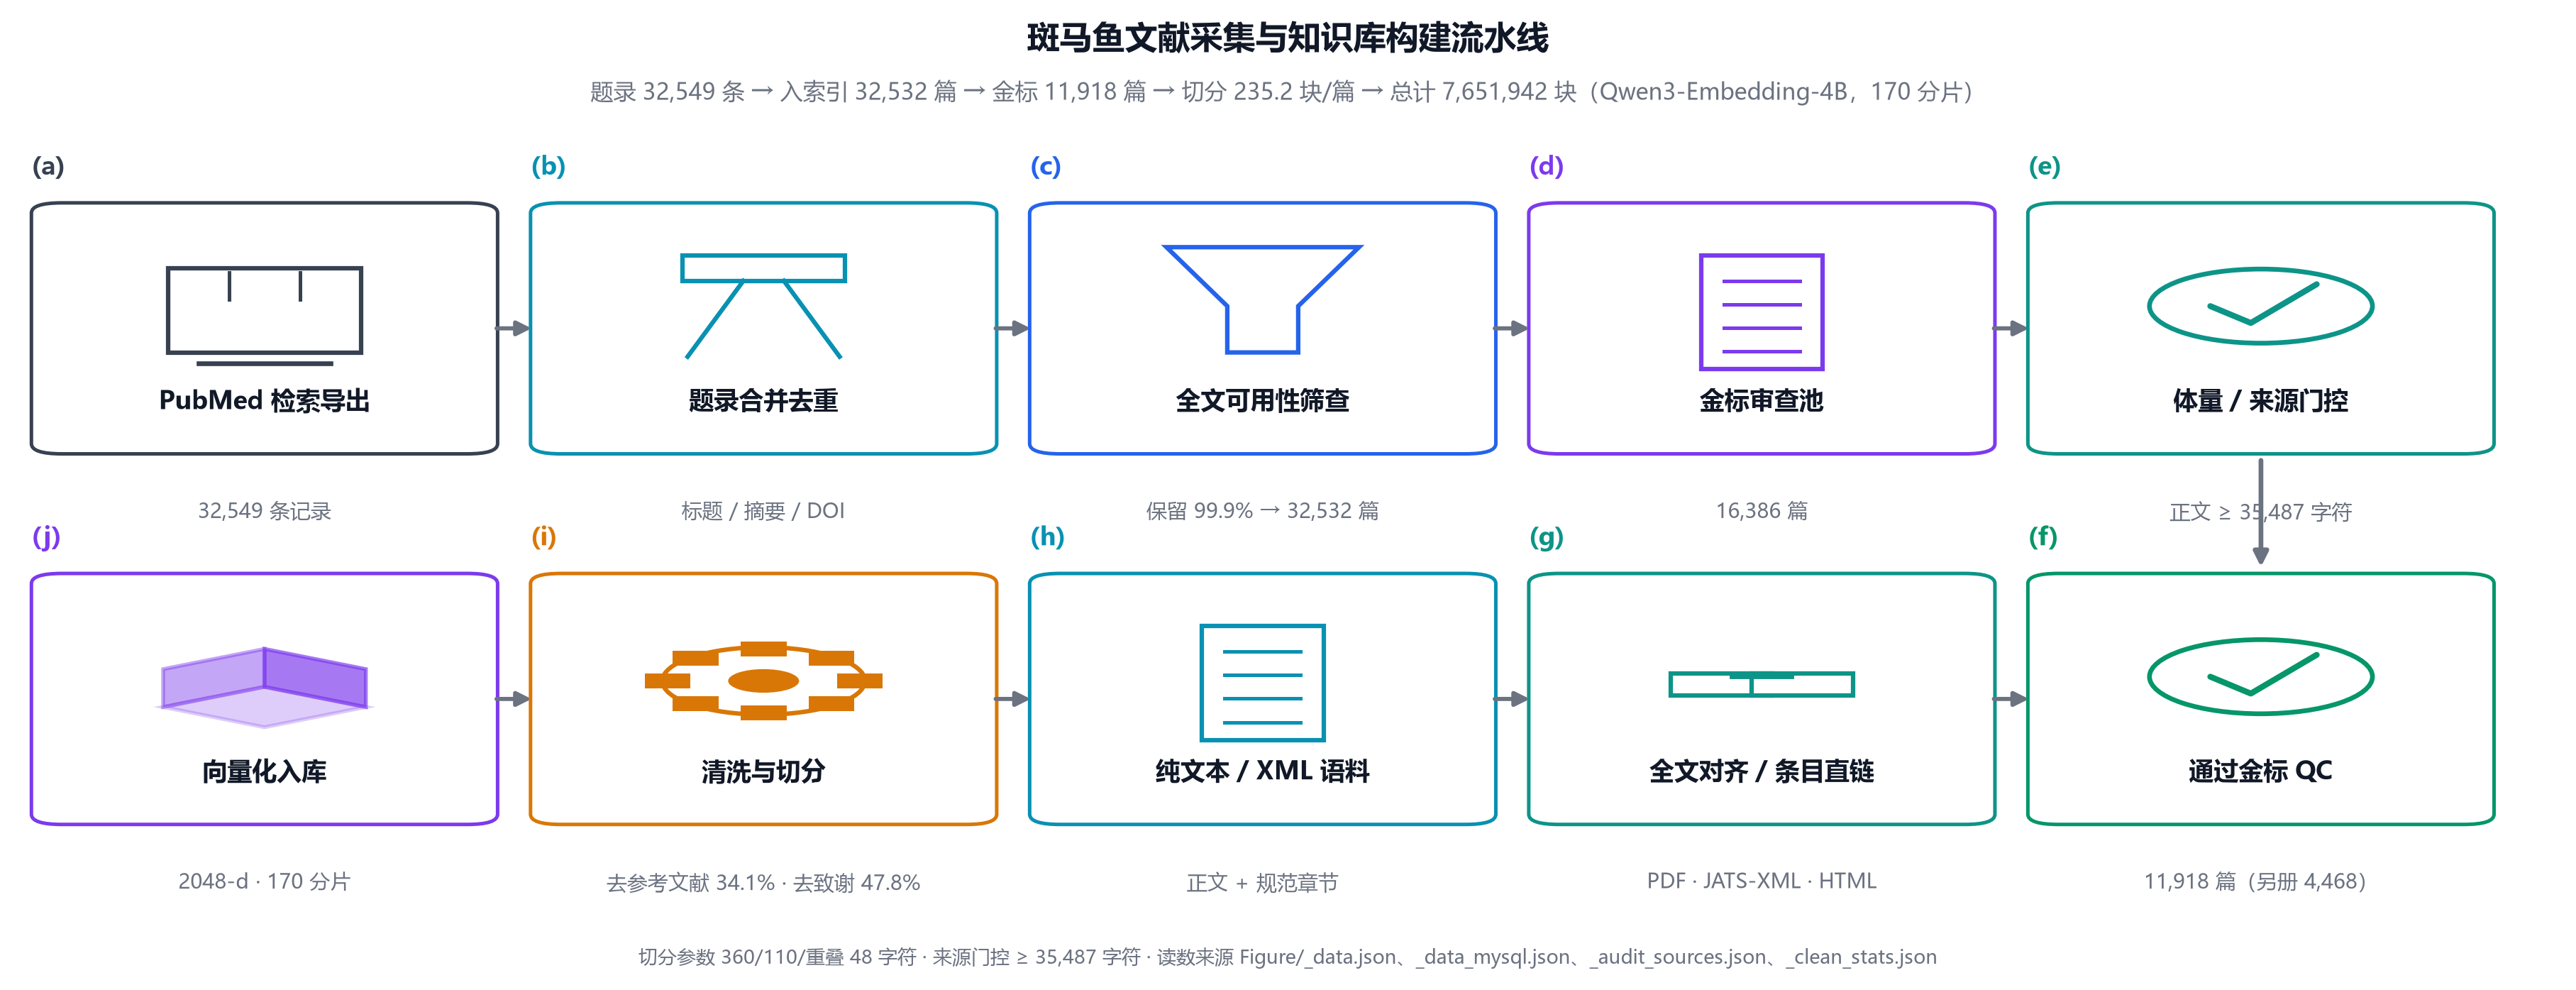 斑马鱼文献采集与知识库构建流水线
题录 32,549 条 → 入索引 32,532 篇 → 金标 11,918 篇 → 切分 235.2 块/篇 → 总计 7,651,942 块（Qwen3-Embedding-4B，170 分片）
(a)
PubMed 检索导出
32,549 条记录
(b)
题录合并去重
标题 / 摘要 / DOI
(c)
全文可用性筛查
保留 99.9% → 32,532 篇
(d)
金标审查池
16,386 篇
(e)
体量 / 来源门控
正文 ≥ 35,487 字符
(j)
向量化入库
2048-d · 170 分片
(i)
清洗与切分
去参考文献 34.1% · 去致谢 47.8%
(h)
纯文本 / XML 语料
正文 + 规范章节
(g)
全文对齐 / 条目直链
PDF · JATS-XML · HTML
(f)
通过金标 QC
11,918 篇（另册 4,468）
切分参数 360/110/重叠 48 字符 · 来源门控 ≥ 35,487 字符 · 读数来源 Figure/_data.json、_data_mysql.json、_audit_sources.json、_clean_stats.json